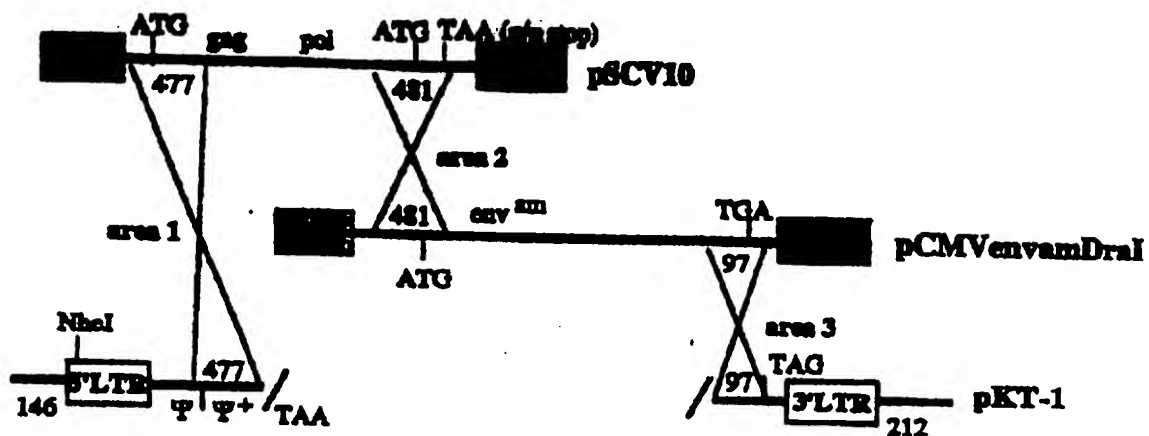 ATG gag pol ATG TAA stop)
477 481 pSCV10
area 2
481 env am TGA
area 1 pCMVenvamDraI
ATG 97
NheI area 3
477 97 TAG
5'LTR 3'LTR pKT-1
146 Ψ Ψ+ TAA 212